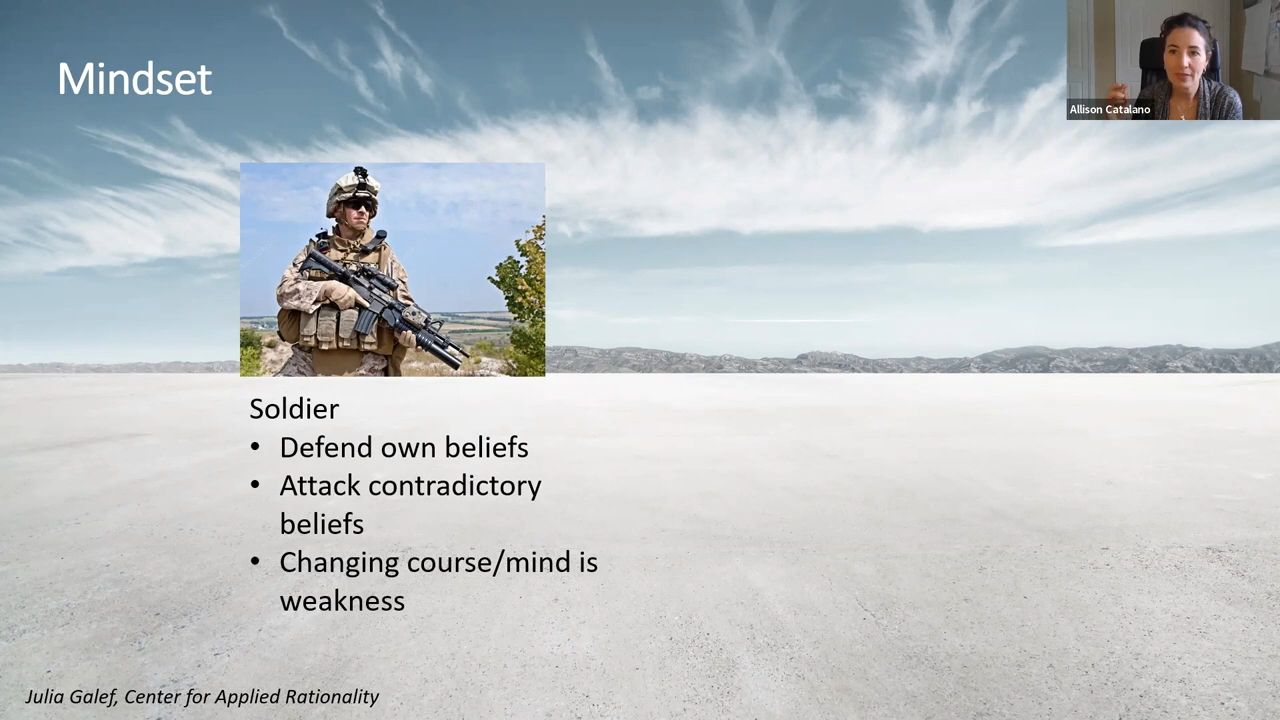 Mindset
Allison Catalano
Soldier
• Defend own beliefs
• Attack contradictory
beliefs
• Changing course/mind is
weakness
Julia Galef, Center for Applied Rationality